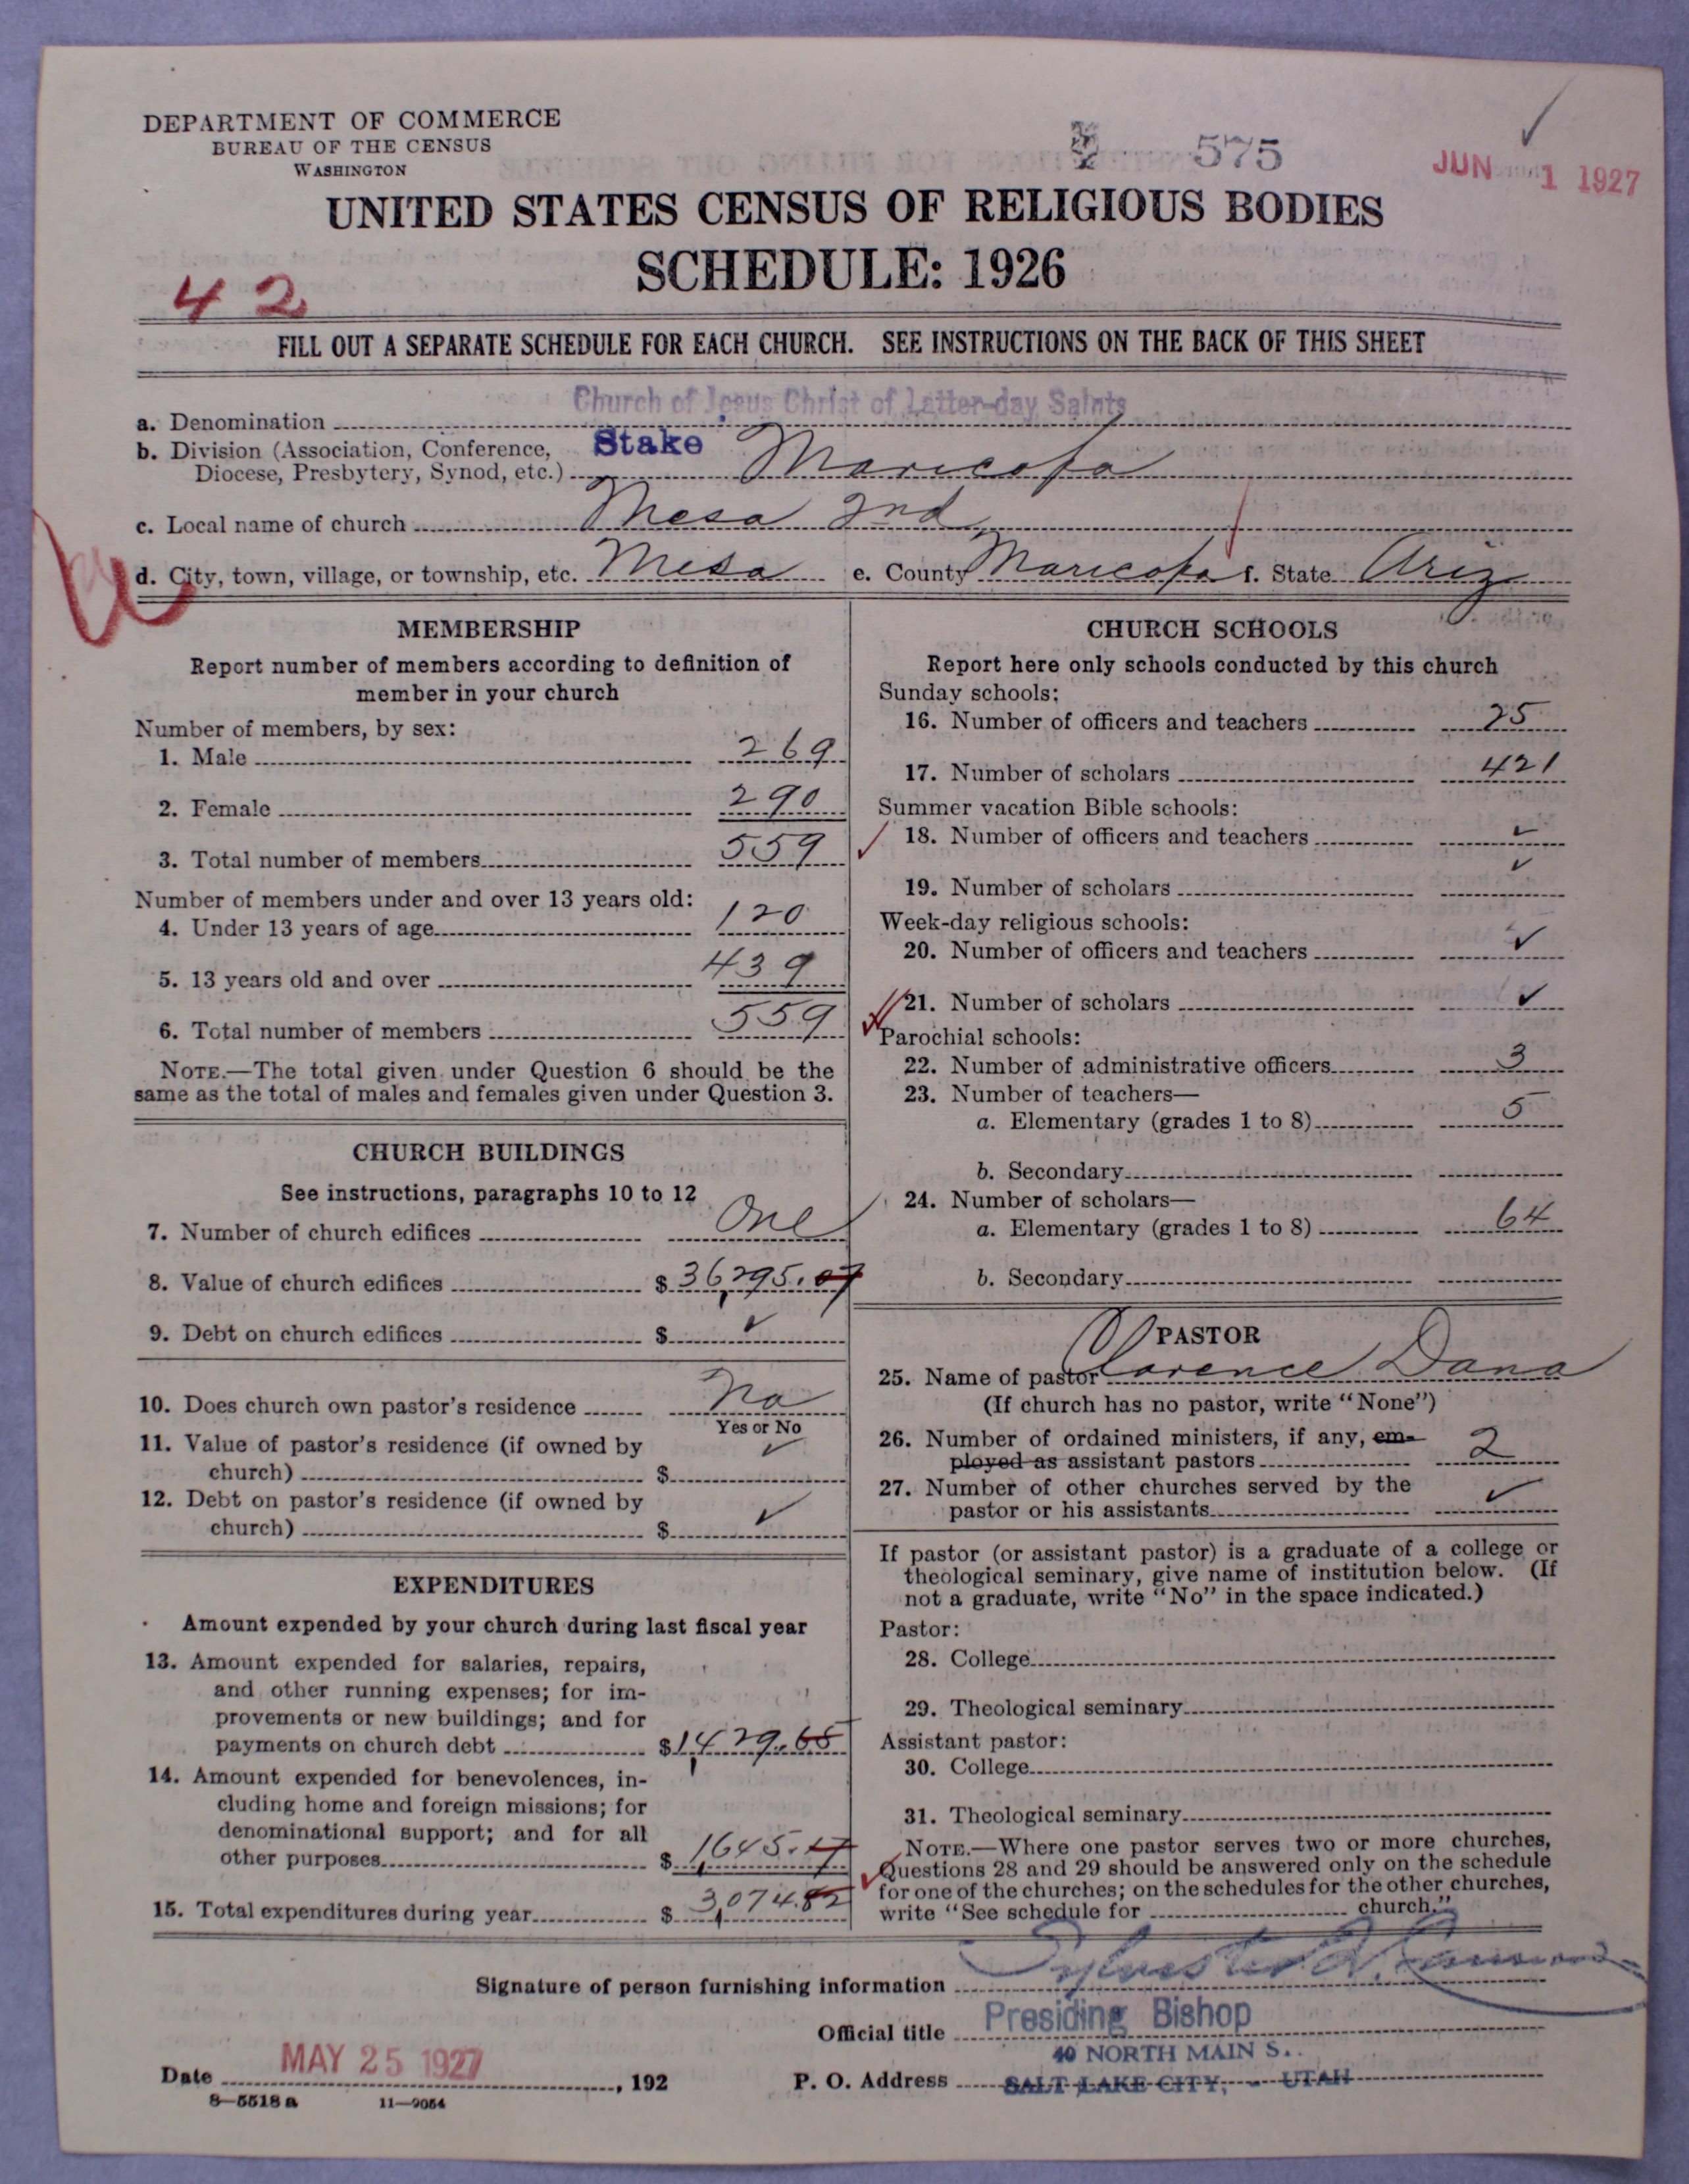 DEPARTMENT OF COMMERCE
BUREAU OF THE CENSUS
WASHINGTON
575
JUN 1 1927
UNITED STATES CENSUS OF RELIGIOUS BODIES
SCHEDULE: 1926
42
FILL OUT A SEPARATE SCHEDULE FOR EACH CHURCH. SEE INSTRUCTIONS ON THE BACK OF THIS SHEET
a. Denomination Church of Jesus Christ of Latter-day Saints
b. Division (Association, Conference, Diocese, Presbytery, Synod, etc.) Stake Maricopa
c. Local name of church Mesa 2nd
d. City, town, village, or township, etc. Mesa e. County Maricopa f. State Ariz
MEMBERSHIP
Report number of members according to definition of
member in your church
Number of members, by sex:
1. Male 269
2. Female 290
3. Total number of members 559
Number of members under and over 13 years old:
4. Under 13 years of age 120
5. 13 years old and over 439
6. Total number of members 559
NOTE.—The total given under Question 6 should be the
same as the total of males and females given under Question 3.
CHURCH BUILDINGS
See instructions, paragraphs 10 to 12
7. Number of church edifices One
8. Value of church edifices $ 36,295.07
9. Debt on church edifices $ ✓
10. Does church own pastor's residence No
Yes or No
11. Value of pastor's residence (if owned by
church) $ ✓
12. Debt on pastor's residence (if owned by
church) $ ✓
EXPENDITURES
Amount expended by your church during last fiscal year
13. Amount expended for salaries, repairs,
and other running expenses; for im-
provements or new buildings; and for
payments on church debt $ 1,429.65
14. Amount expended for benevolences, in-
cluding home and foreign missions; for
denominational support; and for all
other purposes $ 1,645.17
15. Total expenditures during year $ 3,074.82
CHURCH SCHOOLS
Report here only schools conducted by this church
Sunday schools:
16. Number of officers and teachers 25
17. Number of scholars 421
Summer vacation Bible schools:
18. Number of officers and teachers ✓
19. Number of scholars ✓
Week-day religious schools:
20. Number of officers and teachers ✓
21. Number of scholars ✓
Parochial schools:
22. Number of administrative officers 3
23. Number of teachers—
a. Elementary (grades 1 to 8) 5
b. Secondary
24. Number of scholars—
a. Elementary (grades 1 to 8) 64
b. Secondary
PASTOR
25. Name of pastor Clarence Dana
(If church has no pastor, write "None")
26. Number of ordained ministers, if any, em-
ployed as assistant pastors 2
27. Number of other churches served by the
pastor or his assistants ✓
If pastor (or assistant pastor) is a graduate of a college or
theological seminary, give name of institution below. (If
not a graduate, write "No" in the space indicated.)
Pastor:
28. College
29. Theological seminary
Assistant pastor:
30. College
31. Theological seminary
NOTE.—Where one pastor serves two or more churches,
Questions 28 and 29 should be answered only on the schedule
for one of the churches; on the schedules for the other churches,
write "See schedule for church."
Signature of person furnishing information Sylvester Q. Cannon
Official title Presiding Bishop
40 NORTH MAIN S..
Date MAY 25 1927, 192 P. O. Address SALT LAKE CITY, - UTAH
8—5518 a 11—9054